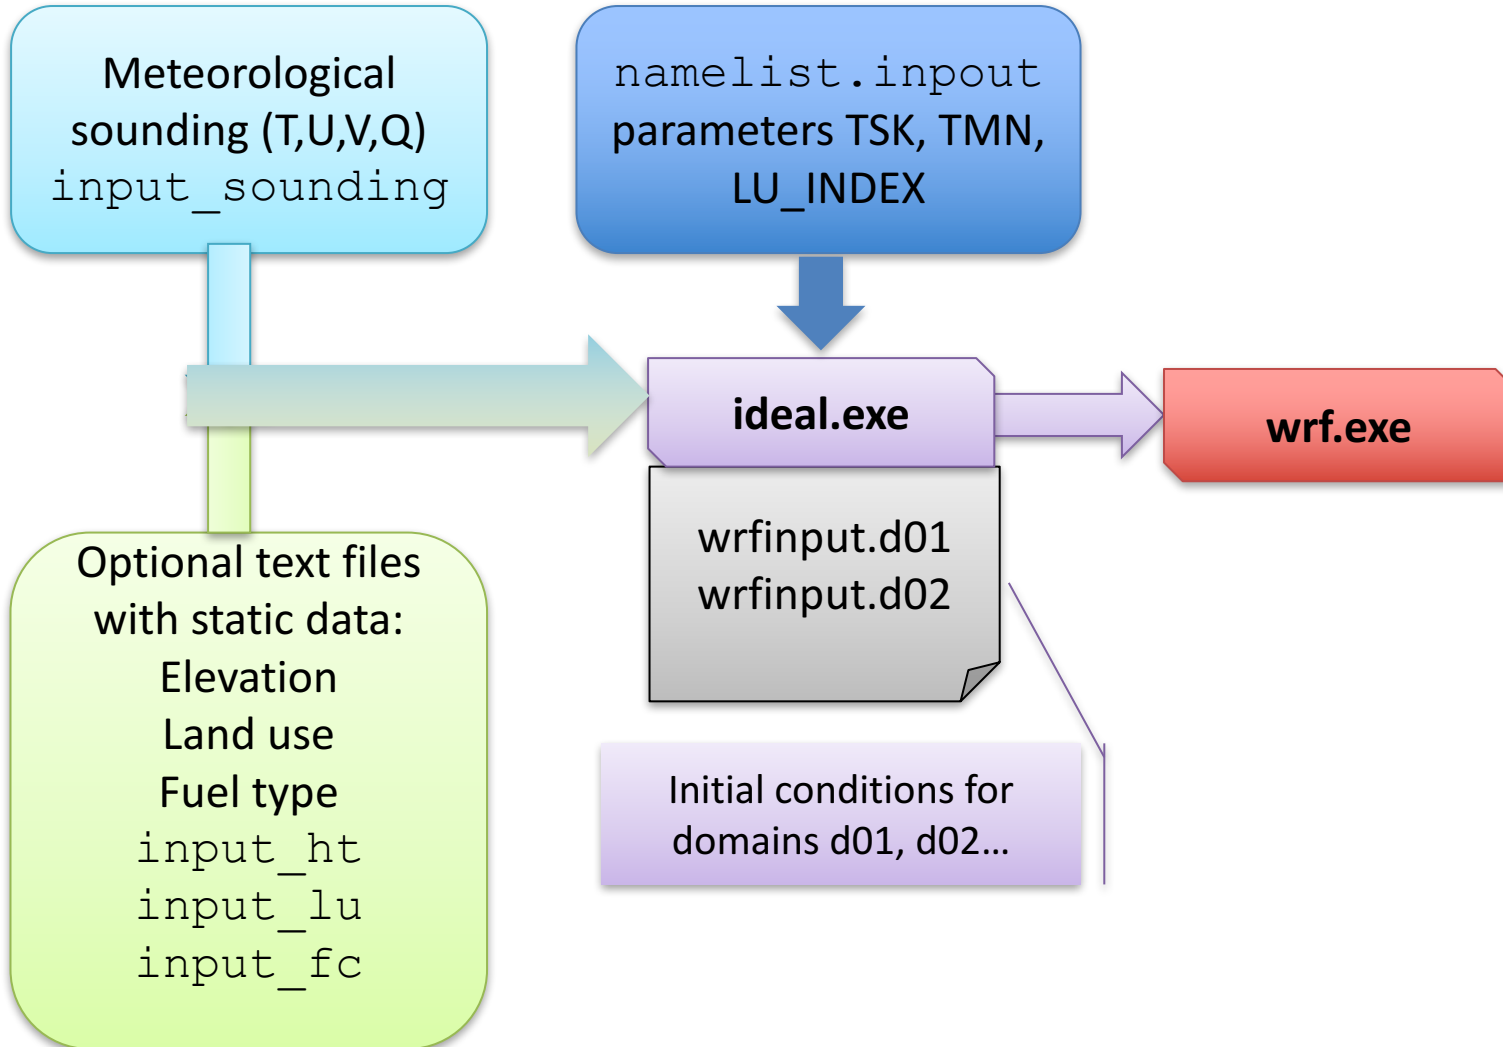 Meteorological
sounding (T,U,V,Q)
input_sounding
namelist.inpout
parameters TSK, TMN,
LU_INDEX
ideal.exe
wrf.exe
wrfinput.d01
wrfinput.d02
Optional text files
with static data:
Elevation
Land use
Fuel type
input_ht
input_lu
input_fc
Initial conditions for
domains d01, d02…